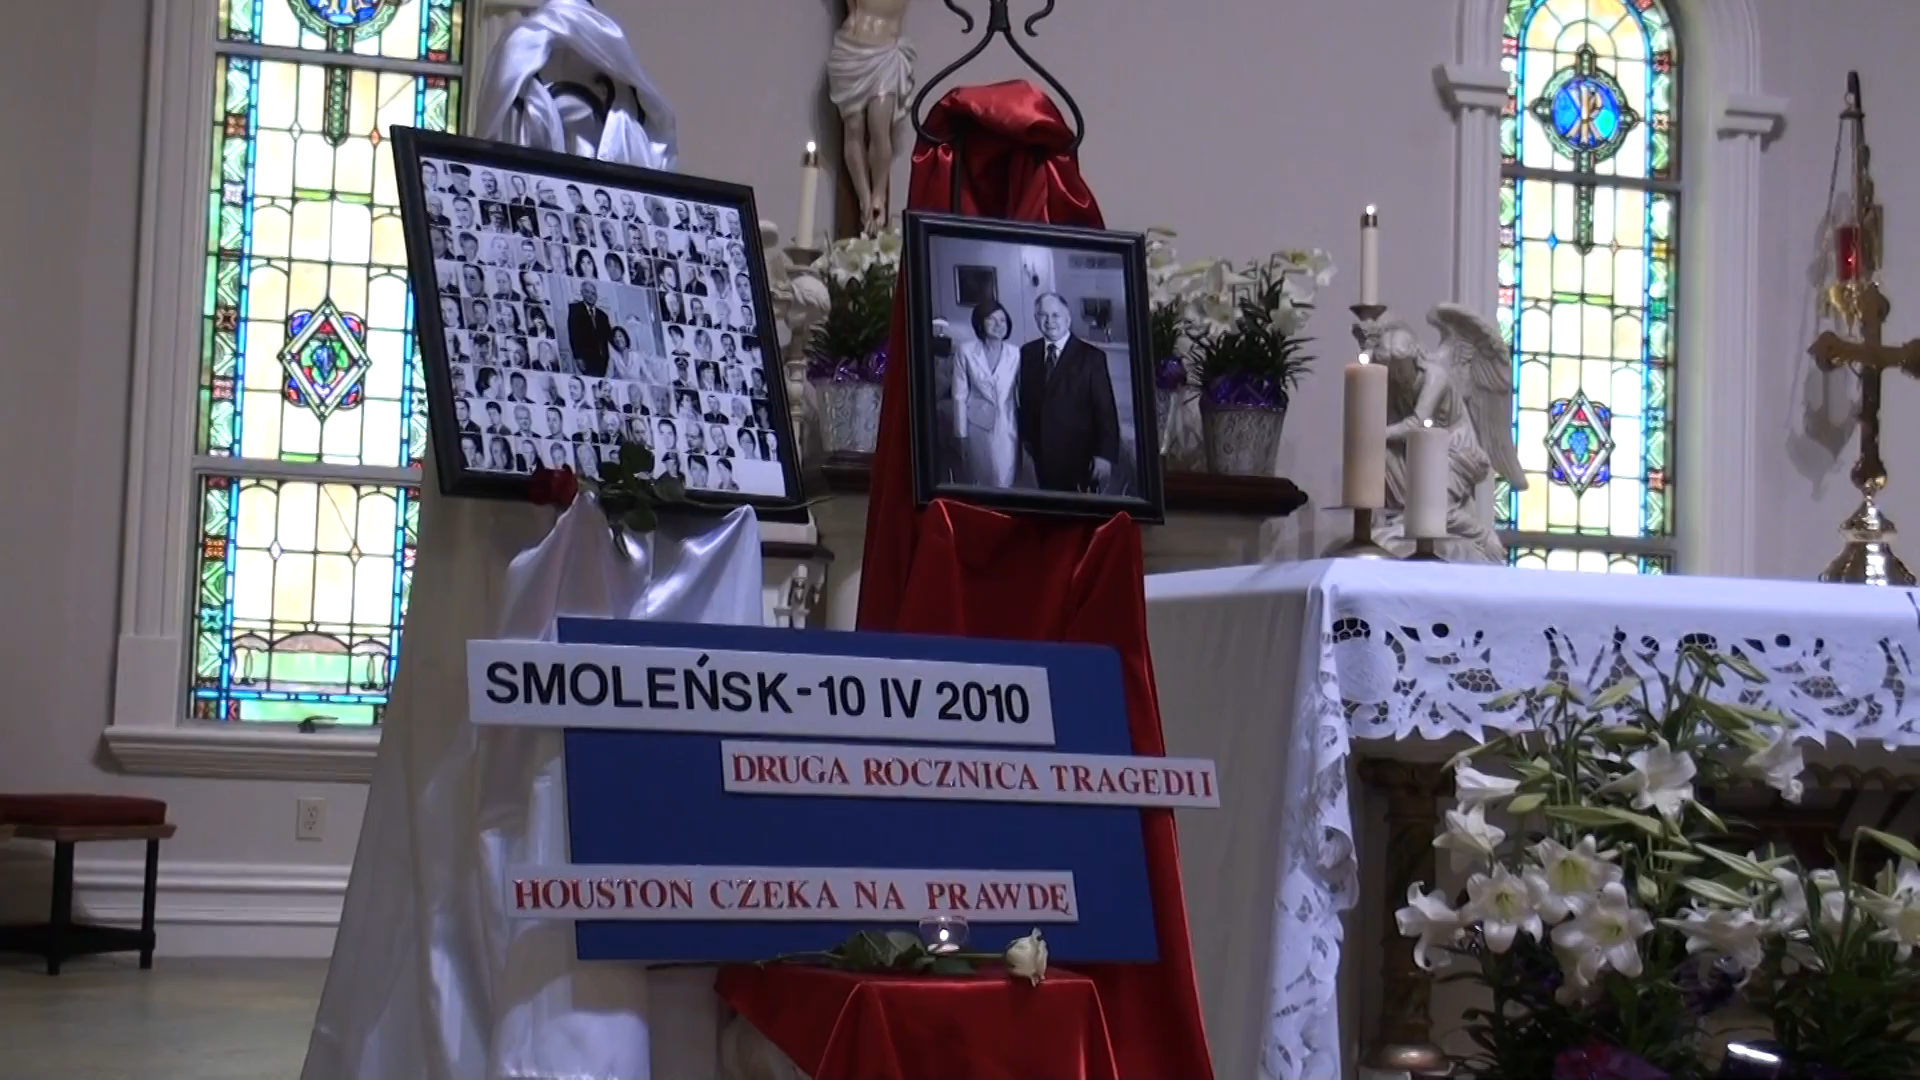 SMOLEŃSK - 10 IV 2010
DRUGA ROCZNICA TRAGEDII
HOUSTON CZEKA NA PRAWDĘ